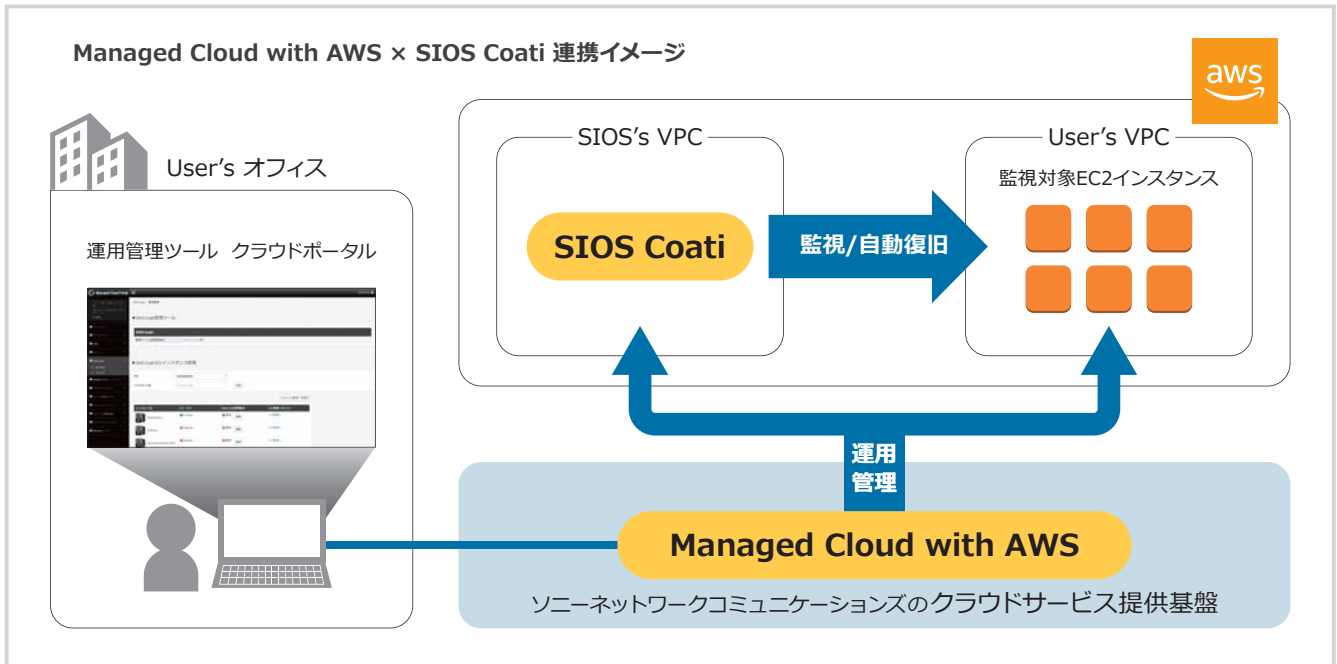 Managed Cloud with AWS × SIOS Coati 連携イメージ
aws
User's オフィス
運用管理ツール クラウドポータル
SIOS's VPC
SIOS Coati
監視/自動復旧
User's VPC
監視対象EC2インスタンス
運用
管理
Managed Cloud with AWS
ソニーネットワークコミュニケーションズのクラウドサービス提供基盤